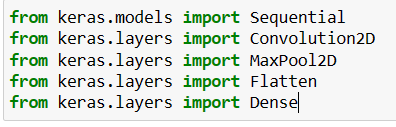 from keras.models import Sequential
from keras.layers import Convolution2D
from keras.layers import MaxPool2D
from keras.layers import Flatten
from keras.layers import Dense